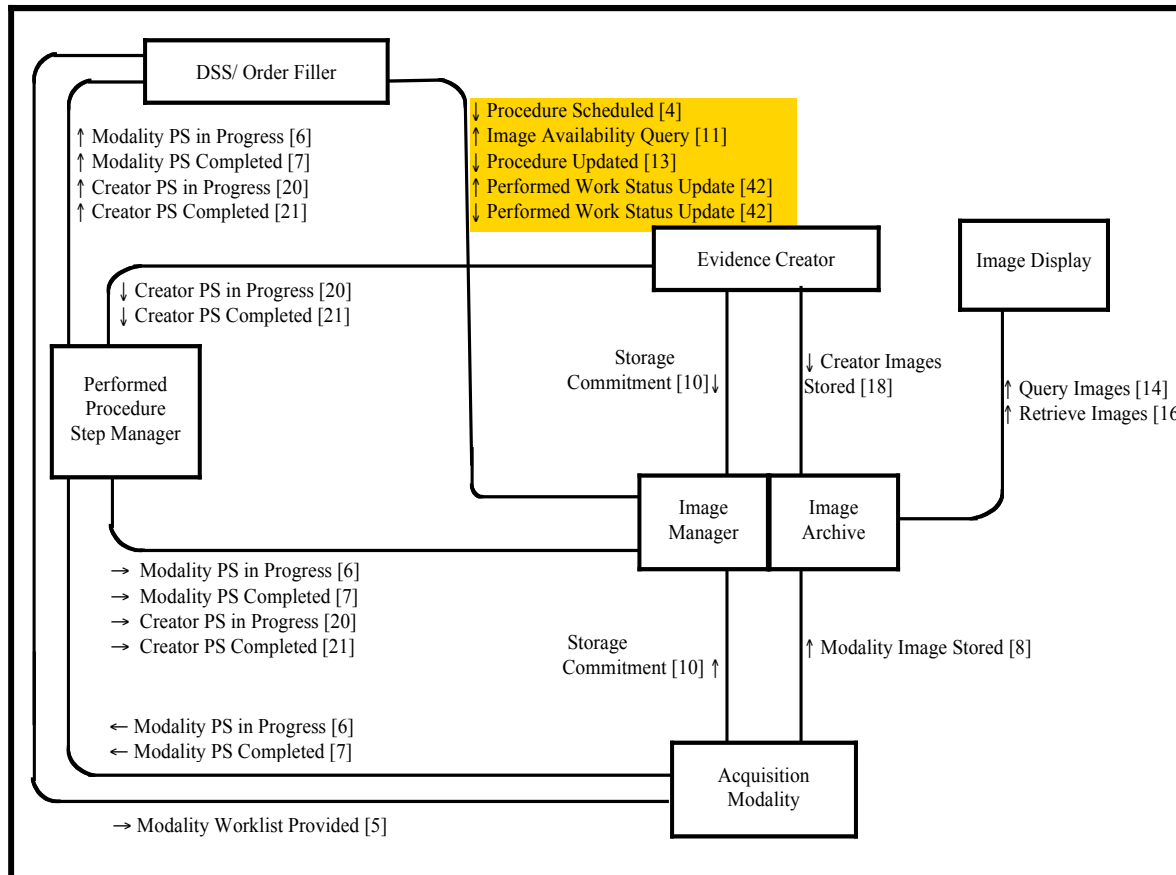 DSS/ Order Filler
↓ Procedure Scheduled [4]
↑ Image Availability Query [11]
↓ Procedure Updated [13]
↑ Performed Work Status Update [42]
↓ Performed Work Status Update [42]
↑ Modality PS in Progress [6]
↑ Modality PS Completed [7]
↑ Creator PS in Progress [20]
↑ Creator PS Completed [21]
Evidence Creator
Image Display
↓ Creator PS in Progress [20]
↓ Creator PS Completed [21]
Performed
Procedure
Step Manager
Storage
Commitment [10] ↓
↓ Creator Images
Stored [18]
↑ Query Images [14]
↑ Retrieve Images [16
Image
Manager
Image
Archive
→ Modality PS in Progress [6]
→ Modality PS Completed [7]
→ Creator PS in Progress [20]
→ Creator PS Completed [21]
Storage
Commitment [10] ↑
↑ Modality Image Stored [8]
← Modality PS in Progress [6]
← Modality PS Completed [7]
Acquisition
Modality
→ Modality Worklist Provided [5]